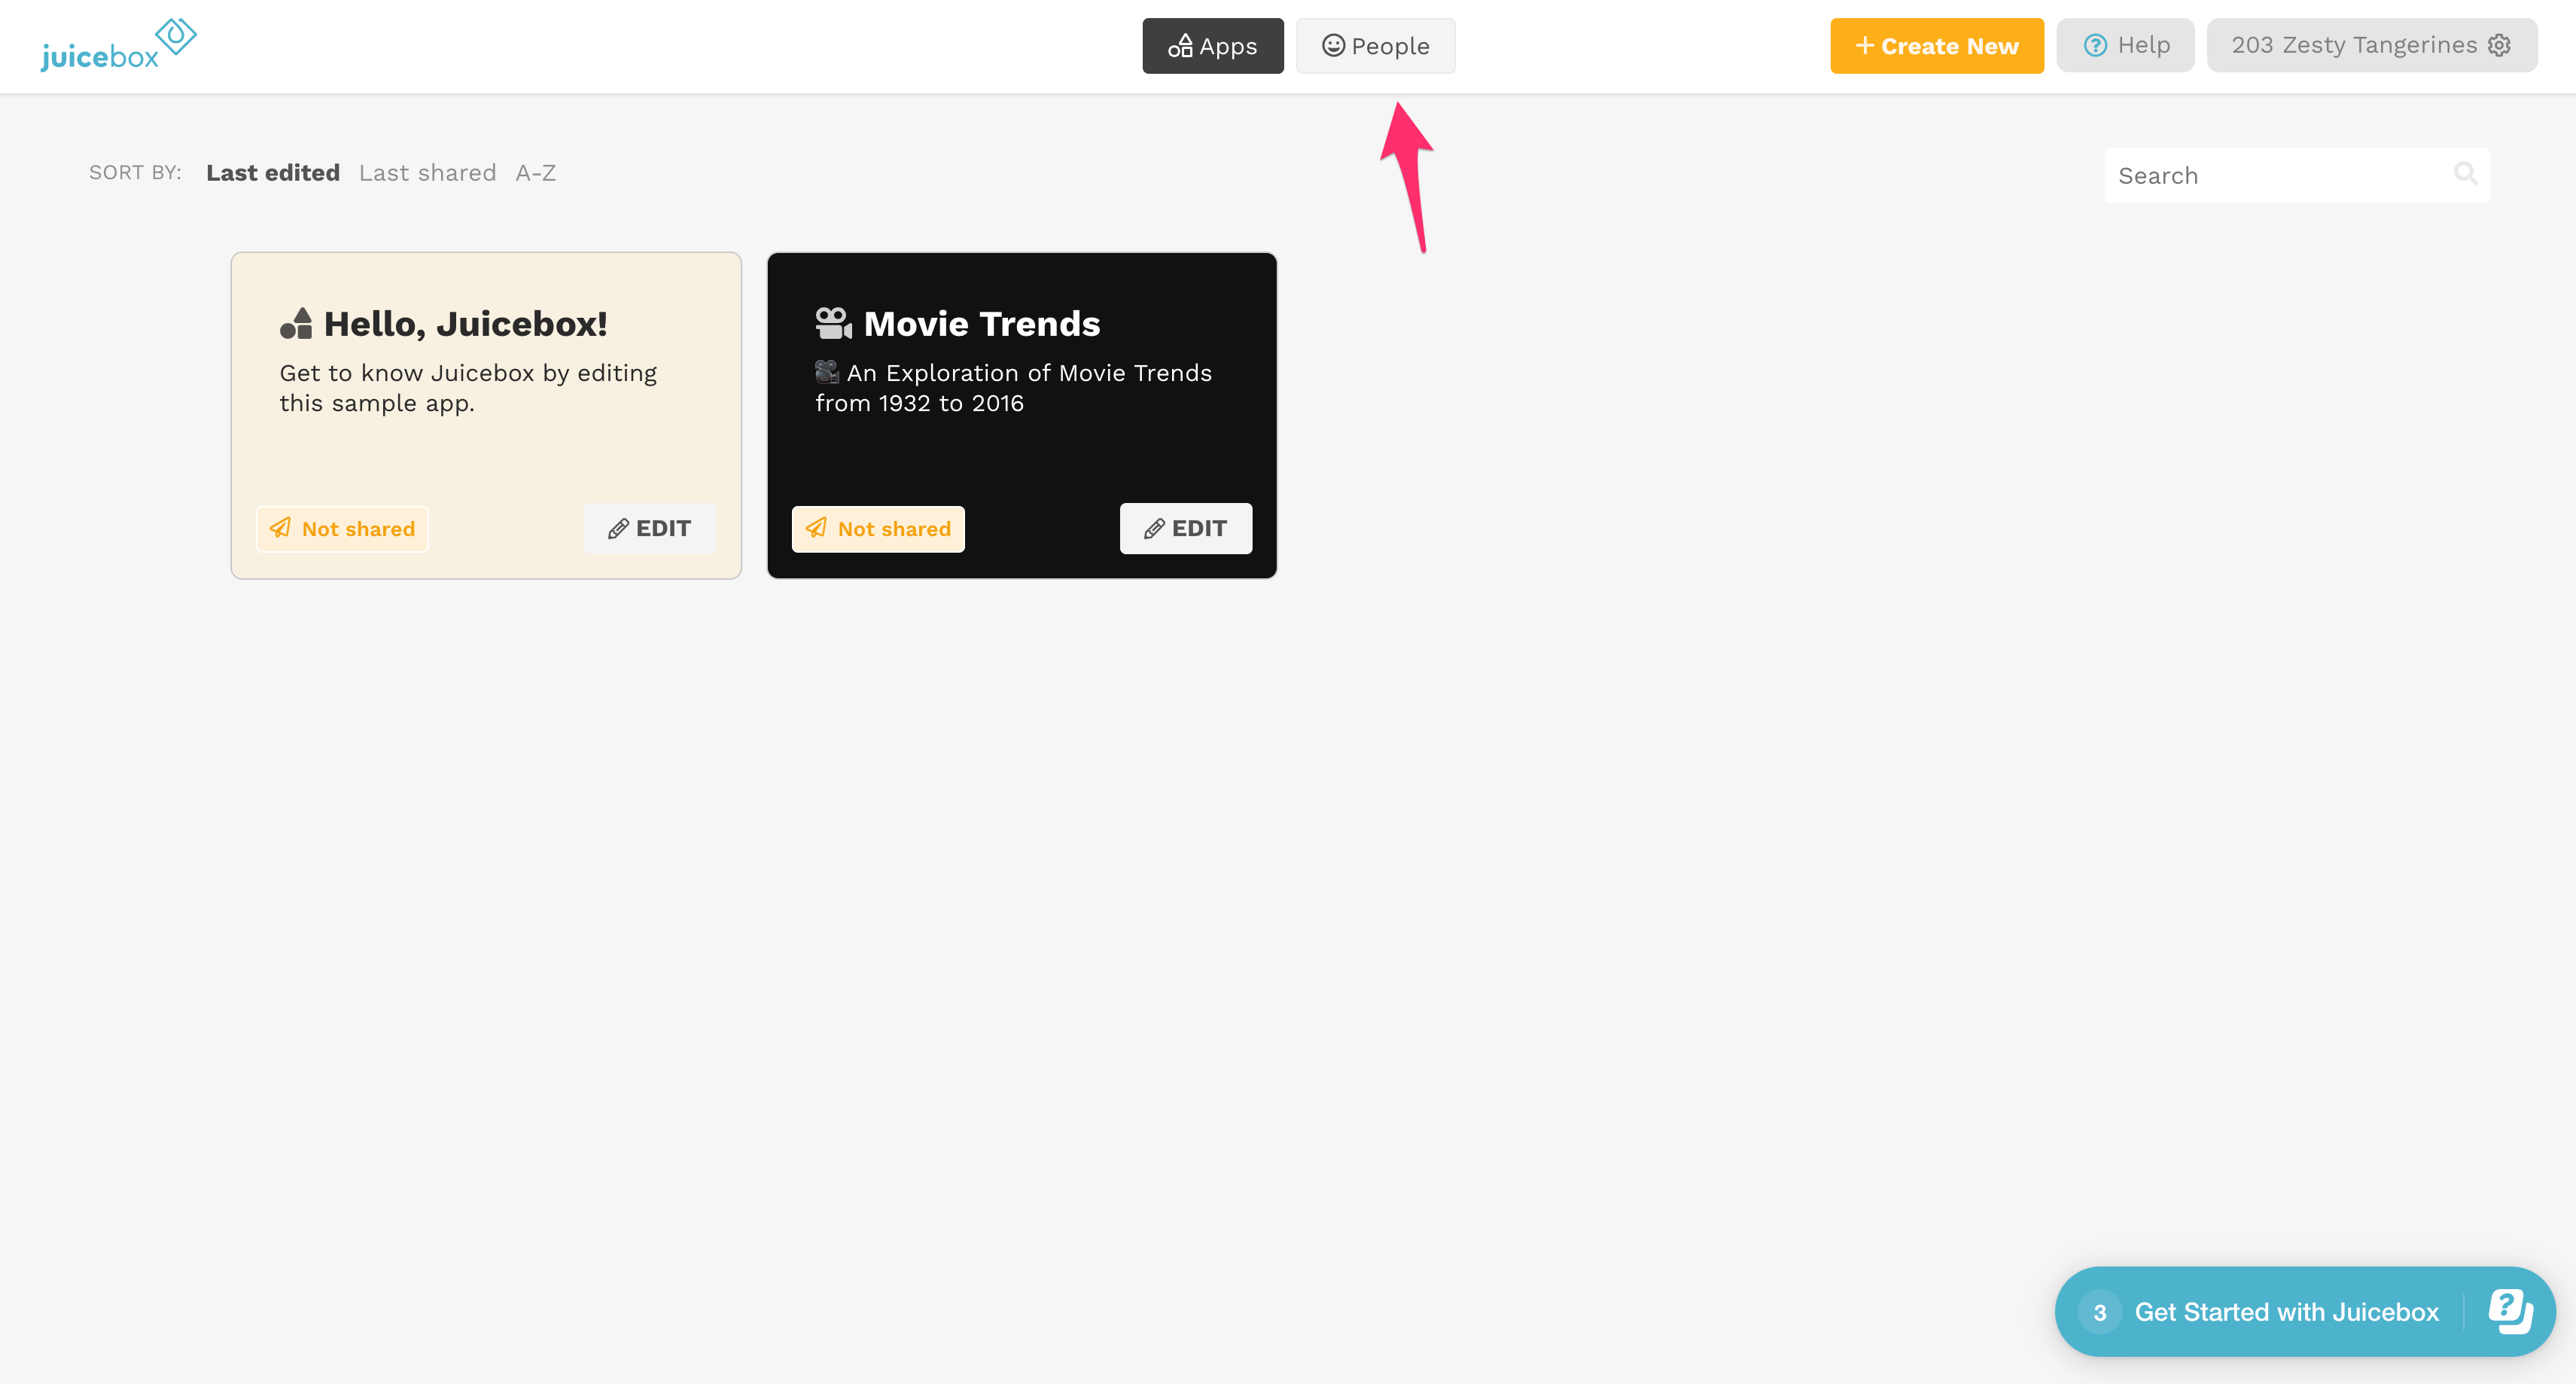 juicebox
Apps
People
+ Create New
Help
203 Zesty Tangerines
SORT BY: Last edited Last shared A-Z
Search
Hello, Juicebox!
Get to know Juicebox by editing
this sample app.
Not shared
EDIT
Movie Trends
🎥 An Exploration of Movie Trends
from 1932 to 2016
Not shared
EDIT
3 Get Started with Juicebox